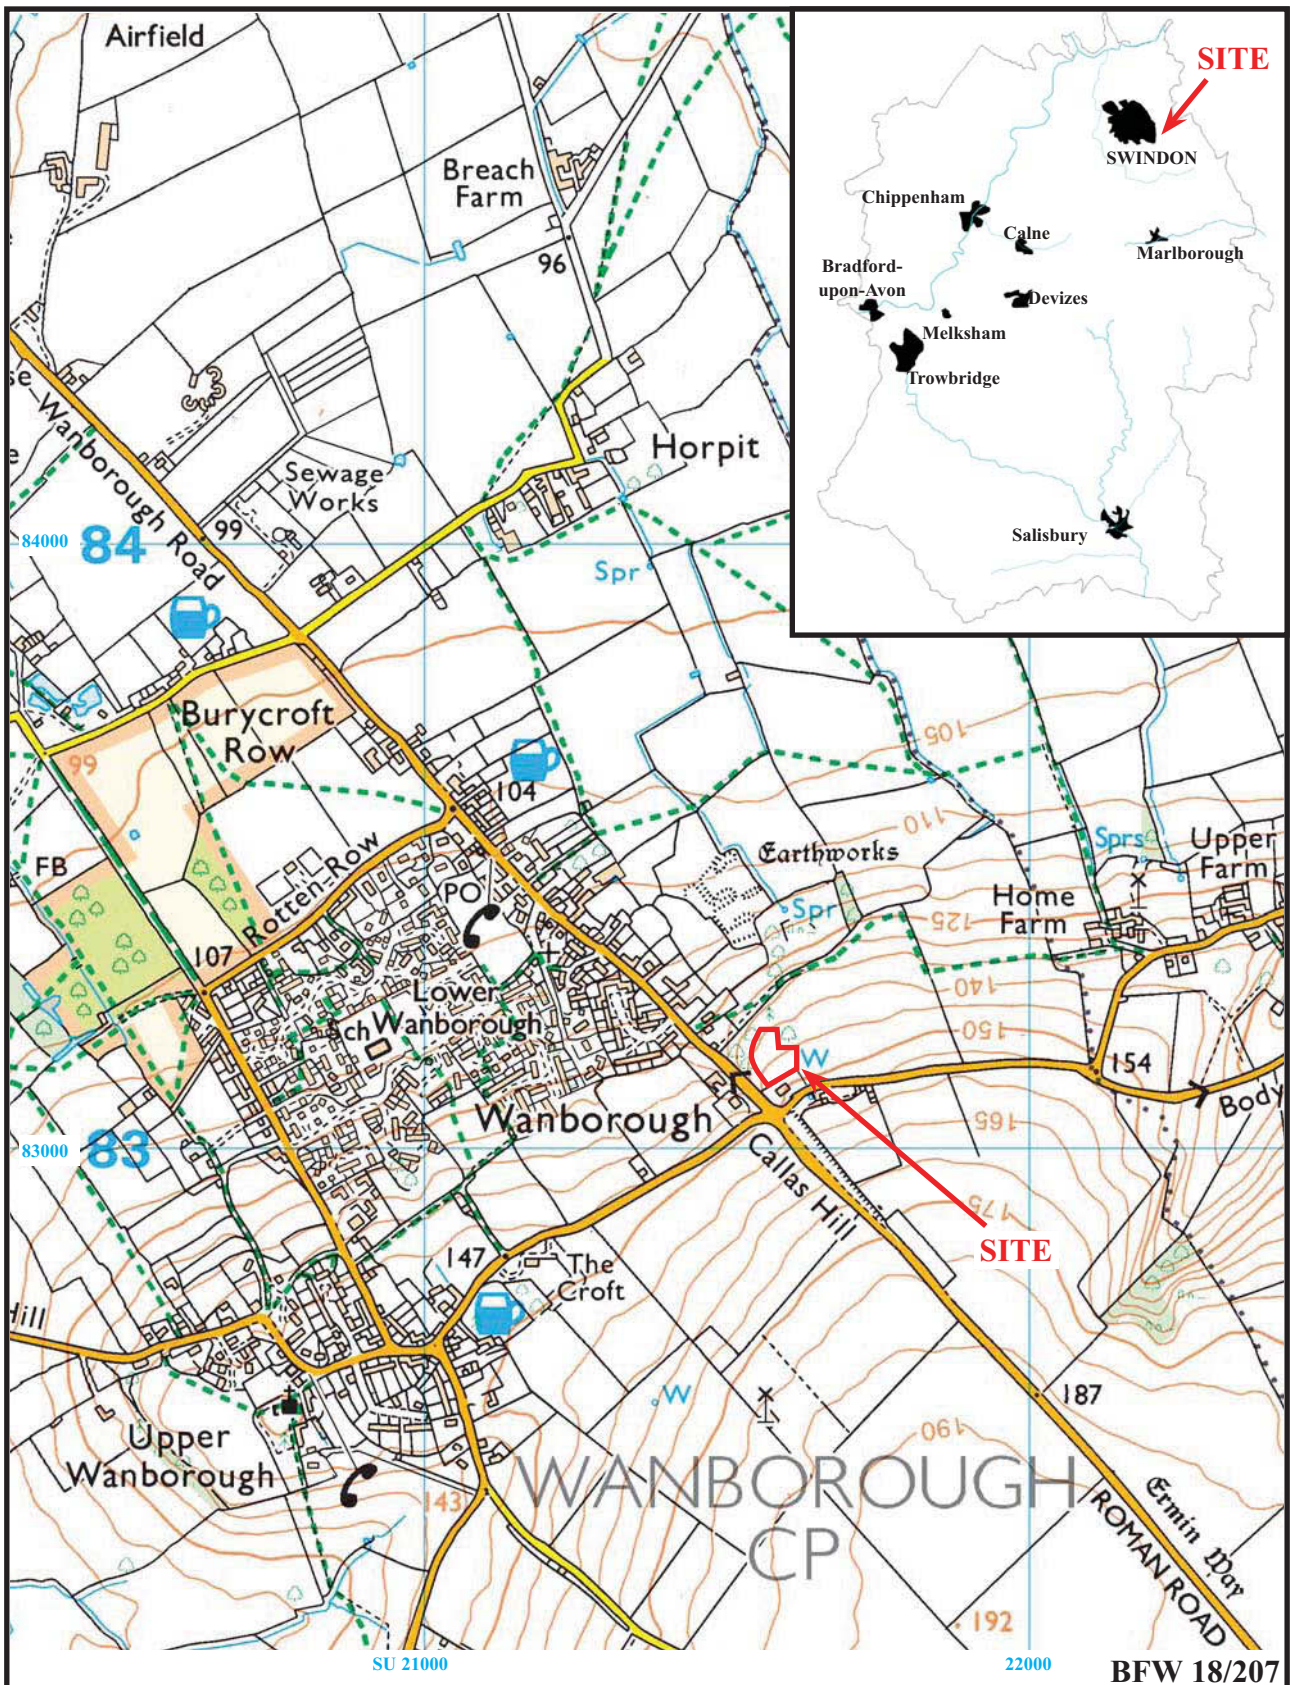 Airfield
SITE
SWINDON
Breach
Farm
Chippenham
Calne
Marlborough
Bradford-
upon-Avon
Devizes
Melksham
Trowbridge
Salisbury
96
se
Wanborough Road
e
Horpit
Sewage
Works
99
84000
84
Spr
Burycroft
Row
99
104
105
110
Earthworks
Sprs
Upper
Farm
FB
Rotten Row
PO
Spr
Home
Farm
125
107
140
Lower
Wanborough
Sch
150
W
154
Wanborough
Body
165
83000
83
Callas Hill
175
SITE
147
The
Croft
Hill
W
187
190
Upper
Wanborough
WANBOROUGH
CP
143
Ermin Way
ROMAN ROAD
192
SU 21000
22000
BFW 18/207